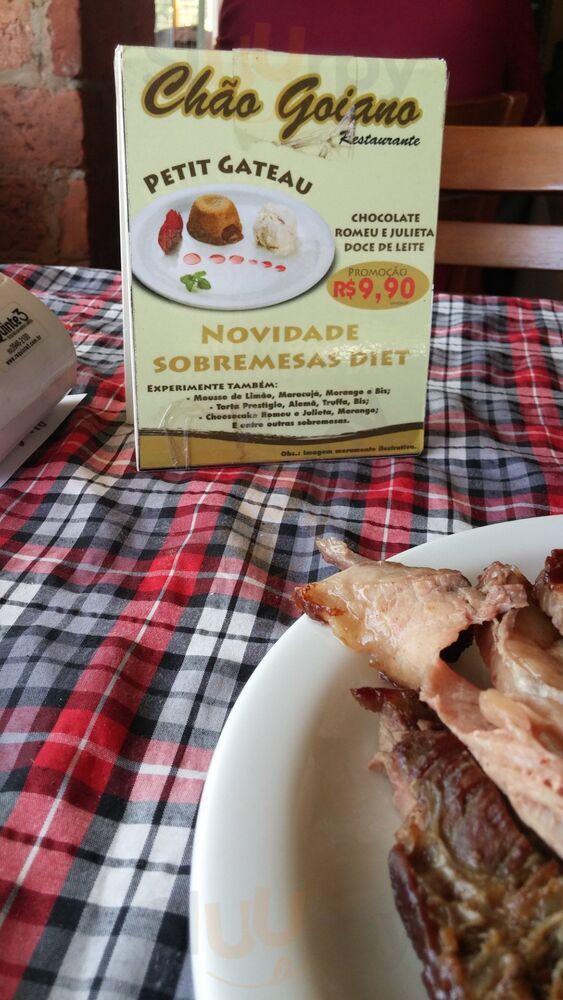 Chão Goiano
Restaurante
PETIT GATEAU
CHOCOLATE
ROMEU E JULIETA
DOCE DE LEITE
PROMOÇÃO
R$9,90
NOVIDADE
SOBREMESAS DIET
EXPERIMENTE TAMBÉM:
- Mousse de Limão, Maracujá, Morango e Bis;
- Torta Prestígio, Alemã, Truffa, Bis;
- Cheesecake Romeu e Julieta, Morango;
E entre outras sobremesas.
Obs.: Imagem meramente ilustrativa.